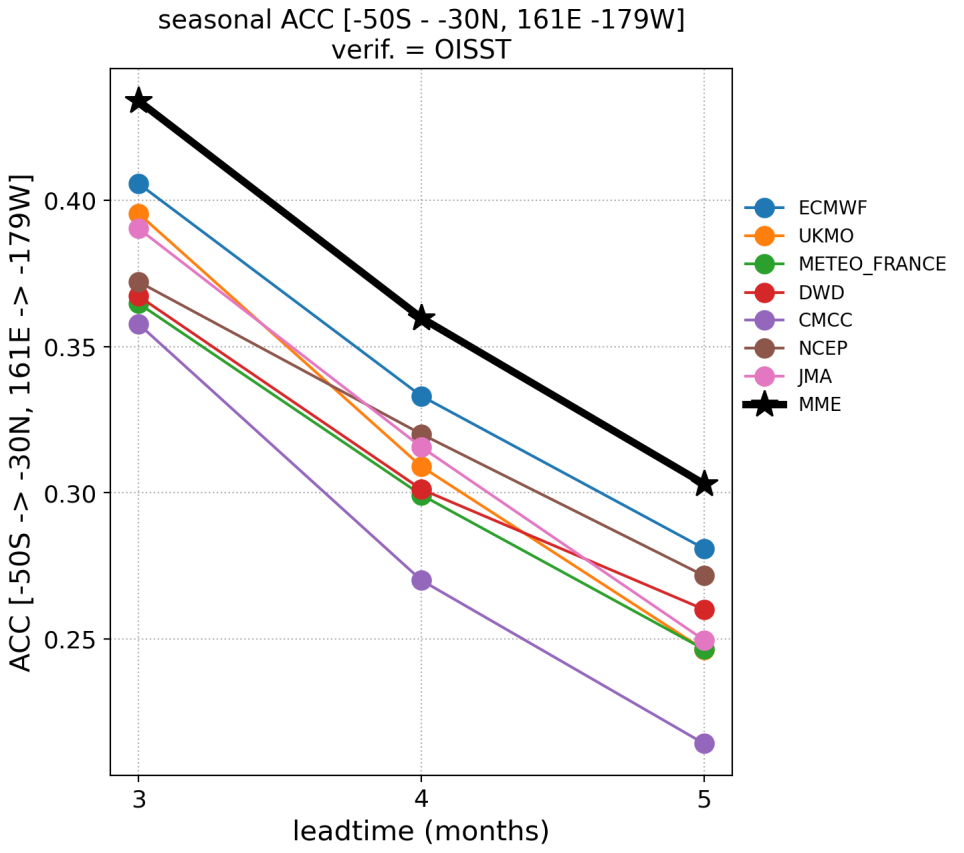 seasonal ACC [-50S - -30N, 161E -179W]
verif. = OISST
ACC [-50S -> -30N, 161E -> -179W]
0.40
0.35
0.30
0.25
3
4
5
leadtime (months)
ECMWF
UKMO
METEO_FRANCE
DWD
CMCC
NCEP
JMA
MME